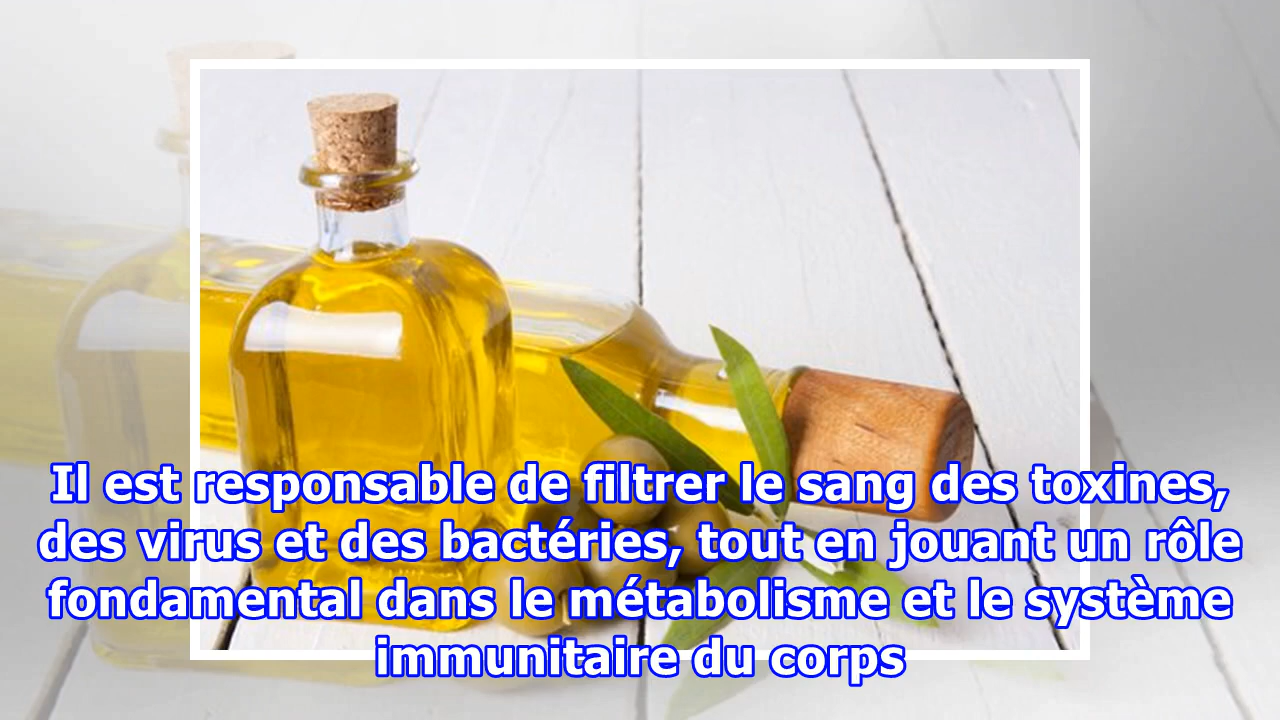 Il est responsable de filtrer le sang des toxines,
des virus et des bactéries, tout en jouant un rôle
fondamental dans le métabolisme et le système
immunitaire du corps